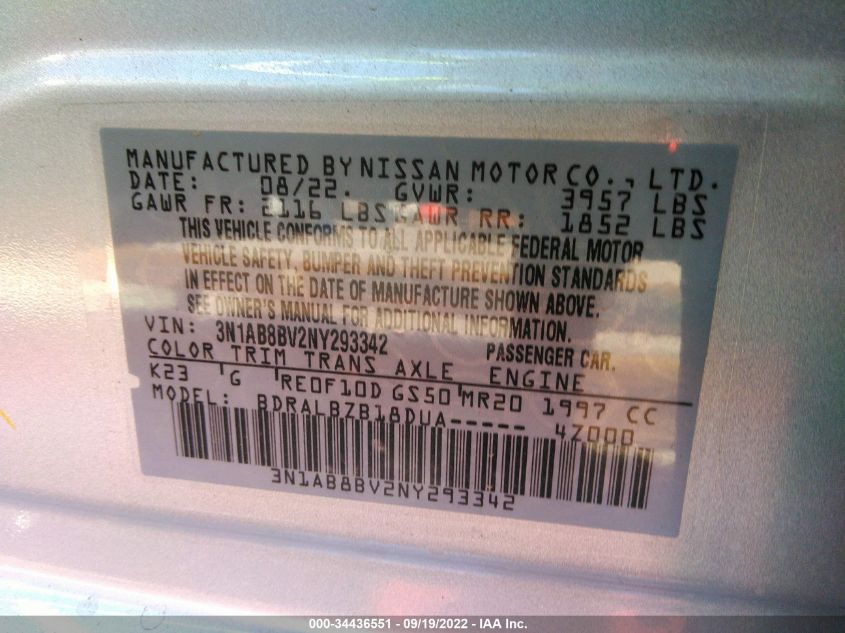 MANUFACTURED BY NISSAN MOTOR CO., LTD.
DATE: 08/22. GVWR: 3957 LBS
GAWR FR: 2116 LBS GAWR RR: 1852 LBS
THIS VEHICLE CONFORMS TO ALL APPLICABLE FEDERAL MOTOR
VEHICLE SAFETY, BUMPER AND THEFT PREVENTION STANDARDS
IN EFFECT ON THE DATE OF MANUFACTURE SHOWN ABOVE.
SEE OWNER'S MANUAL FOR ADDITIONAL INFORMATION.
VIN: 3N1AB8BV2NY293342 PASSENGER CAR.
COLOR TRIM TRANS AXLE ENGINE
K23 G RE0F10D GS50 MR20 1997 CC
MODEL: BDRALBZB18DUA----- 4Z000
3N1AB8BV2NY293342
000-34436551 - 09/19/2022 - IAA Inc.